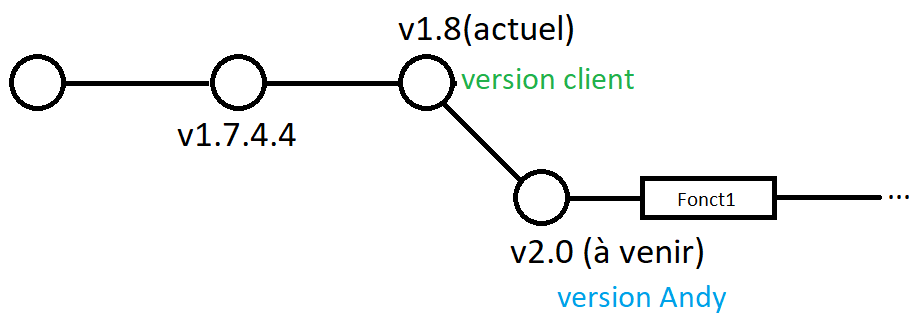 v1.8(actuel)
version client
v1.7.4.4
Fonct1
...
v2.0 (à venir)
version Andy